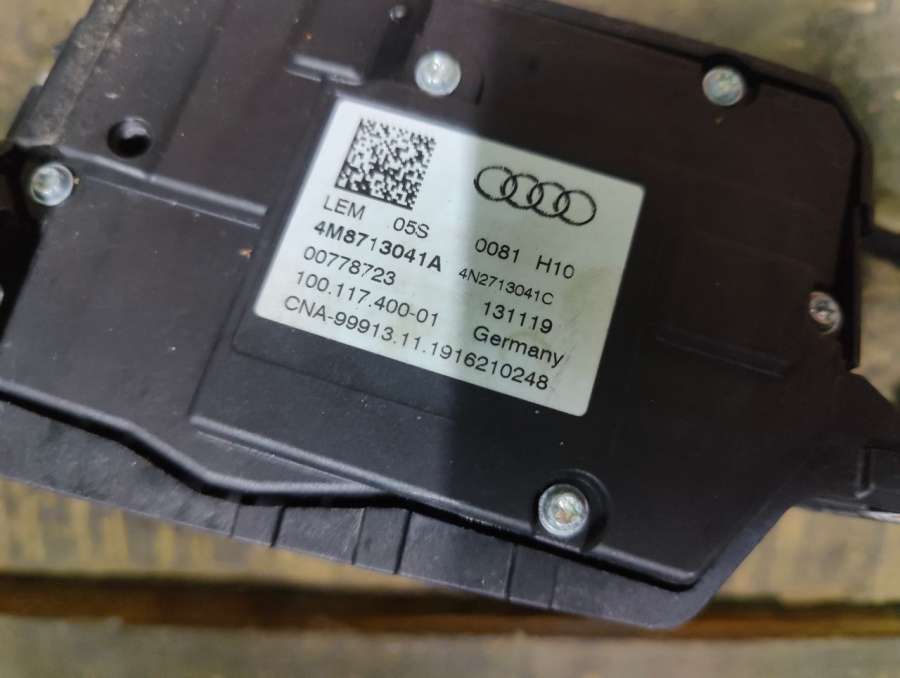 LEM 05S 0081 H10
4M8713041A 4N2713041C
00778723 131119
100.117.400-01 Germany
CNA-99913.11.1916210248